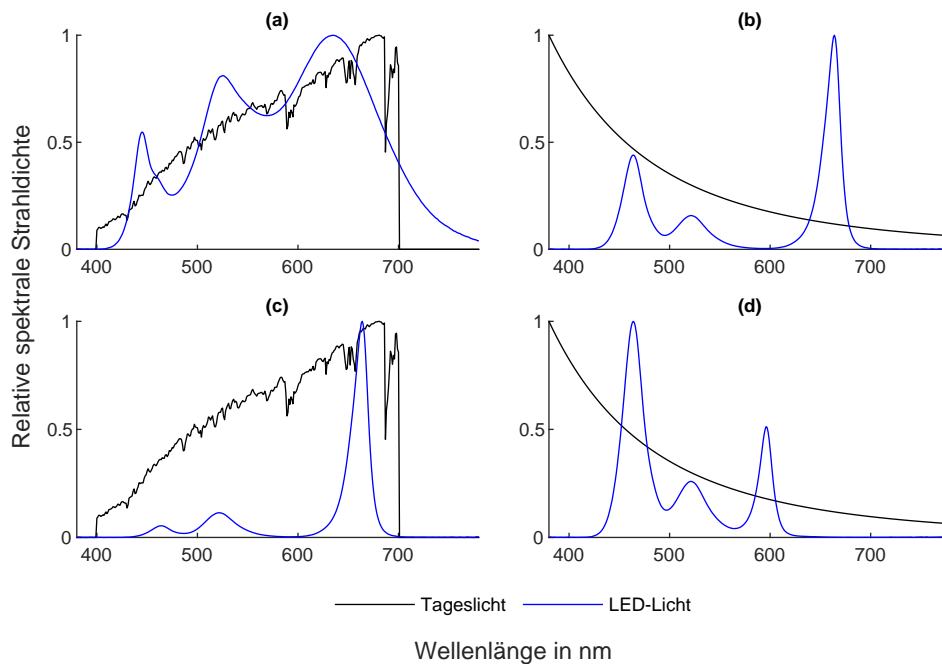 (a)
(b)
1
0.5
0
400 500 600 700
1
0.5
0
400 500 600 700
(c)
(d)
1
0.5
0
400 500 600 700
1
0.5
0
400 500 600 700
Relative spektrale Strahldichte
Tageslicht LED-Licht
Wellenlänge in nm